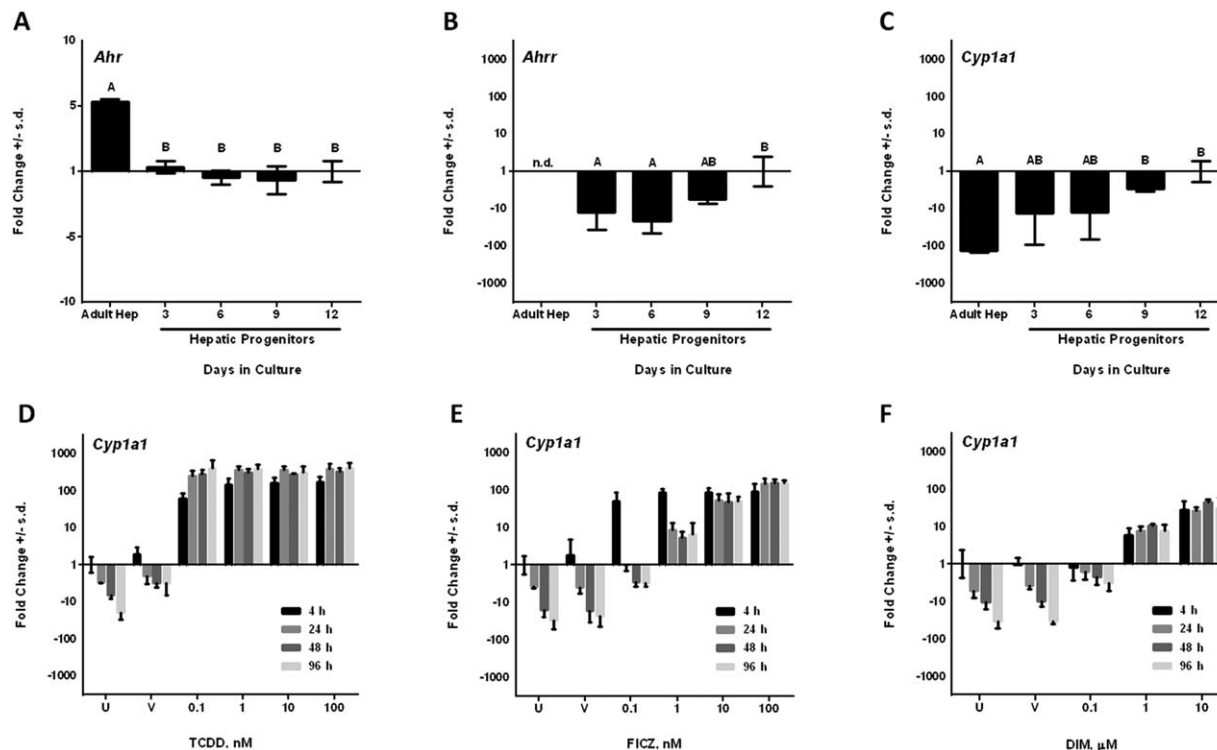 A
Ahr
Fold Change +/- s.d.
10
5
1
-5
-10
A
B
B
B
B
Adult Hep
3
6
9
12
Hepatic Progenitors
Days in Culture
B
Ahrr
Fold Change +/- s.d.
1000
100
10
1
-10
-100
-1000
n.d.
A
A
AB
B
Adult Hep
3
6
9
12
Hepatic Progenitors
Days in Culture
C
Cyp1a1
Fold Change +/- s.d.
1000
100
10
1
-10
-100
-1000
A
AB
AB
B
B
Adult Hep
3
6
9
12
Hepatic Progenitors
Days in Culture
D
Cyp1a1
Fold Change +/- s.d.
1000
100
10
1
-10
-100
-1000
4 h
24 h
48 h
96 h
U
V
0.1
1
10
100
TCDD, nM
E
Cyp1a1
Fold Change +/- s.d.
1000
100
10
1
-10
-100
-1000
4 h
24 h
48 h
96 h
U
V
0.1
1
10
100
FICZ, nM
F
Cyp1a1
Fold Change +/- s.d.
1000
100
10
1
-10
-100
-1000
4 h
24 h
48 h
96 h
U
V
0.1
1
10
DIM, µM